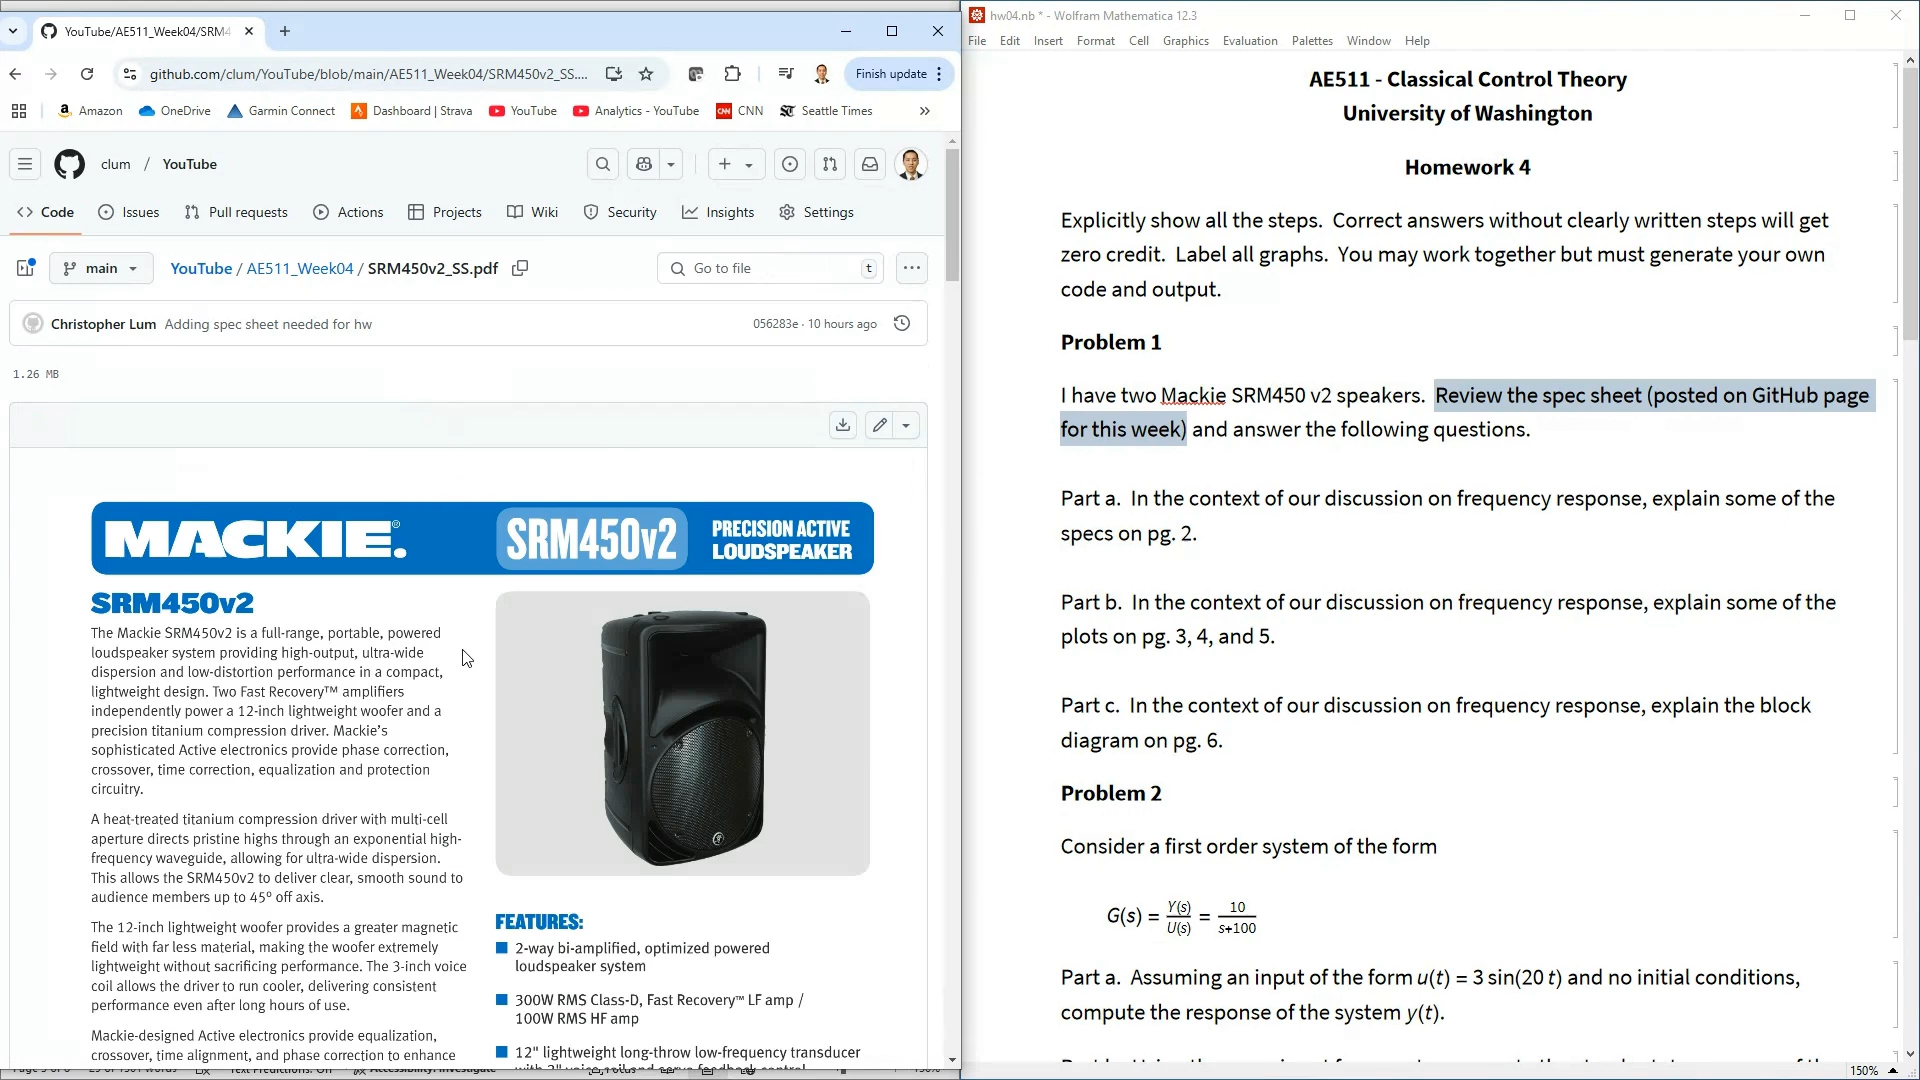 YouTube/AE511_Week04/SRM4
github.com/clum/YouTube/blob/main/AE511_Week04/SRM450v2_SS....
Finish update
Amazon
OneDrive
Garmin Connect
Dashboard | Strava
YouTube
Analytics - YouTube
CNN
Seattle Times
»
clum / YouTube
Code
Issues
Pull requests
Actions
Projects
Wiki
Security
Insights
Settings
main
YouTube / AE511_Week04 / SRM450v2_SS.pdf
Go to file
t
Christopher Lum Adding spec sheet needed for hw
056283e · 10 hours ago
1.26 MB
MACKIE.®
SRM450v2
PRECISION ACTIVE
LOUDSPEAKER
SRM450v2
The Mackie SRM450v2 is a full-range, portable, powered
loudspeaker system providing high-output, ultra-wide
dispersion and low-distortion performance in a compact,
lightweight design. Two Fast Recovery™ amplifiers
independently power a 12-inch lightweight woofer and a
precision titanium compression driver. Mackie's
sophisticated Active electronics provide phase correction,
crossover, time correction, equalization and protection
circuitry.
A heat-treated titanium compression driver with multi-cell
aperture directs pristine highs through an exponential high-
frequency waveguide, allowing for ultra-wide dispersion.
This allows the SRM450v2 to deliver clear, smooth sound to
audience members up to 45º off axis.
The 12-inch lightweight woofer provides a greater magnetic
field with far less material, making the woofer extremely
lightweight without sacrificing performance. The 3-inch voice
coil allows the driver to run cooler, delivering consistent
performance even after long hours of use.
Mackie-designed Active electronics provide equalization,
crossover, time alignment, and phase correction to enhance
FEATURES:
2-way bi-amplified, optimized powered
loudspeaker system
300W RMS Class-D, Fast Recovery™ LF amp /
100W RMS HF amp
12" lightweight long-throw low-frequency transducer
hw04.nb * - Wolfram Mathematica 12.3
File Edit Insert Format Cell Graphics Evaluation Palettes Window Help
AE511 - Classical Control Theory
University of Washington
Homework 4
Explicitly show all the steps. Correct answers without clearly written steps will get
zero credit. Label all graphs. You may work together but must generate your own
code and output.
Problem 1
I have two Mackie SRM450 v2 speakers. Review the spec sheet (posted on GitHub page
for this week) and answer the following questions.
Part a. In the context of our discussion on frequency response, explain some of the
specs on pg. 2.
Part b. In the context of our discussion on frequency response, explain some of the
plots on pg. 3, 4, and 5.
Part c. In the context of our discussion on frequency response, explain the block
diagram on pg. 6.
Problem 2
Consider a first order system of the form
G(s) = Y(s)/U(s) = 10/(s+100)
Part a. Assuming an input of the form u(t) = 3 sin(20 t) and no initial conditions,
compute the response of the system y(t).
150%